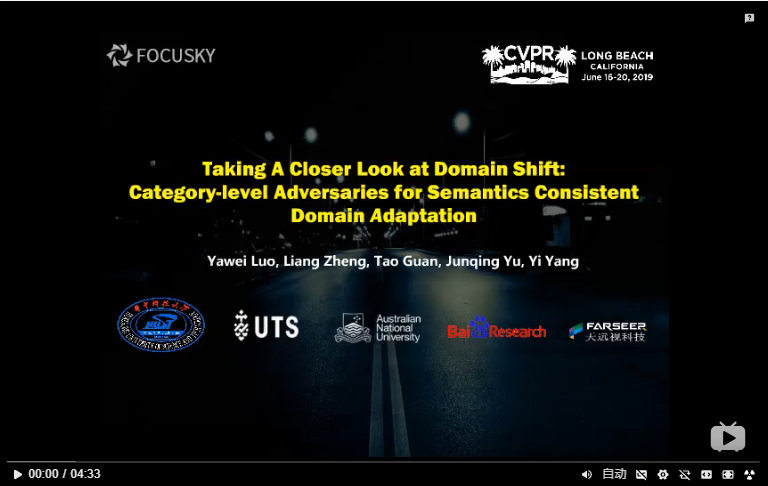 FOCUSKY
CVPR
LONG BEACH
CALIFORNIA
June 16-20, 2019
Taking A Closer Look at Domain Shift:
Category-level Adversaries for Semantics Consistent
Domain Adaptation
Yawei Luo, Liang Zheng, Tao Guan, Junqing Yu, Yi Yang
UTS
Australian
National
University
Bai Research
FARSEER
天远视科技
00:00 / 04:33
自动